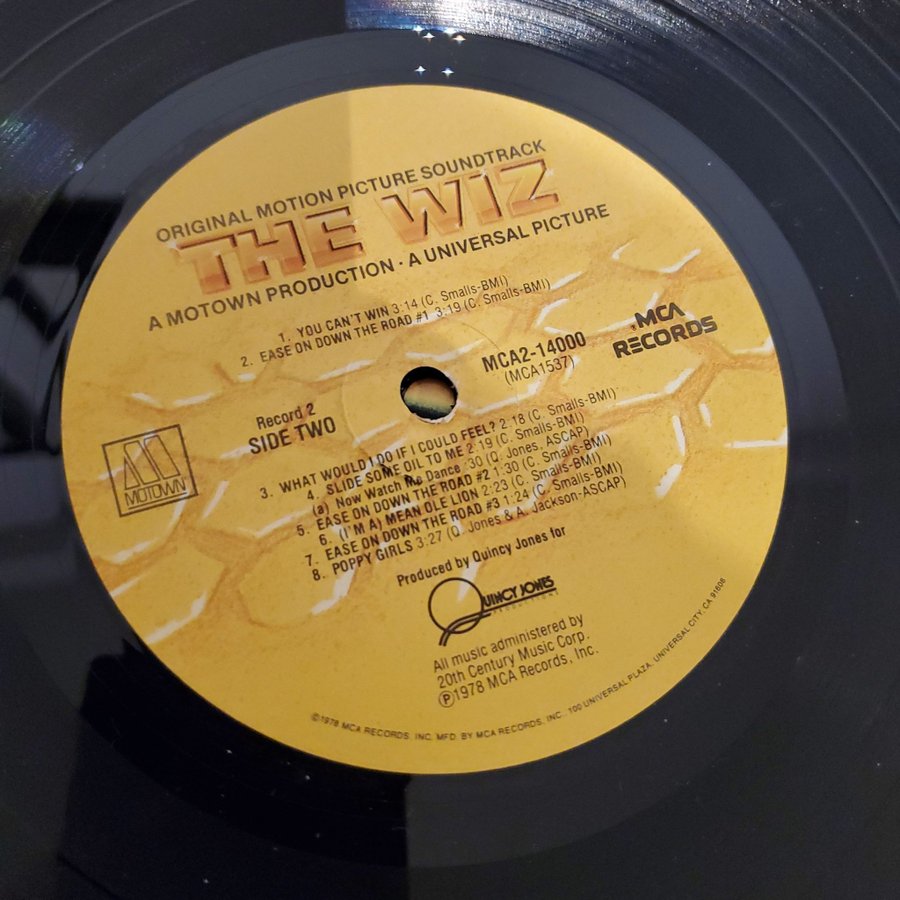 ORIGINAL MOTION PICTURE SOUNDTRACK
THE WIZ
A MOTOWN PRODUCTION · A UNIVERSAL PICTURE
1. YOU CAN'T WIN 3:14 (C. Smalls-BMI)
2. EASE ON DOWN THE ROAD #1 3:19 (C. Smalls-BMI)
MCA2-14000
(MCA1537)
MCA
RECORDS
Record 2
SIDE TWO
MOTOWN
3. WHAT WOULD I DO IF I COULD FEEL? 2:18 (C. Smalls-BMI)
4. SLIDE SOME OIL TO ME 2:19 (C. Smalls-BMI)
(a) Now Watch Me Dance :30 (Q. Jones, ASCAP)
5. EASE ON DOWN THE ROAD #2 1:30 (C. Smalls-BMI)
6. (I'M A) MEAN OLE LION 2:23 (C. Smalls-BMI)
7. EASE ON DOWN THE ROAD #3 1:24 (C. Smalls-BMI)
8. POPPY GIRLS 3:27 (Q. Jones & A. Jackson-ASCAP)
Produced by Quincy Jones for
QUINCY JONES
PRODUCTIONS
All music administered by
20th Century Music Corp.
Ⓟ1978 MCA Records, Inc.
©1978 MCA RECORDS, INC. MFD. BY MCA RECORDS, INC., 100 UNIVERSAL PLAZA, UNIVERSAL CITY, CA 91608